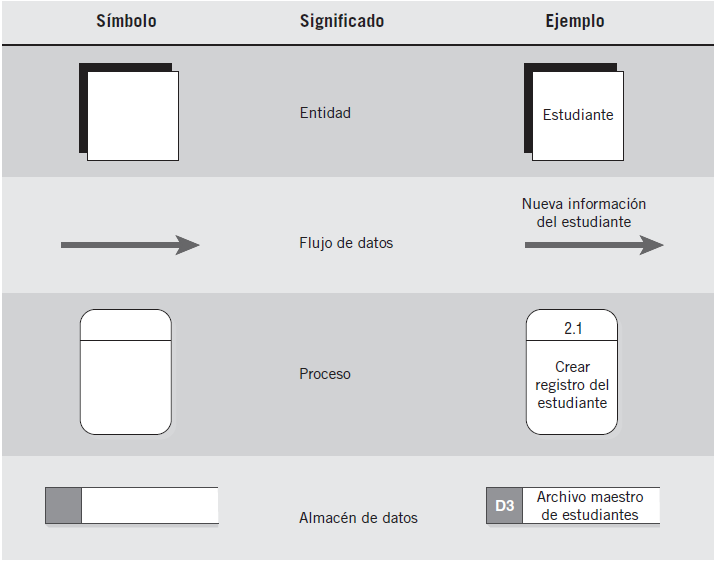 Símbolo Significado Ejemplo
Entidad
Estudiante
Flujo de datos
Nueva información
del estudiante
Proceso
2.1
Crear
registro del
estudiante
Almacén de datos
D3
Archivo maestro
de estudiantes